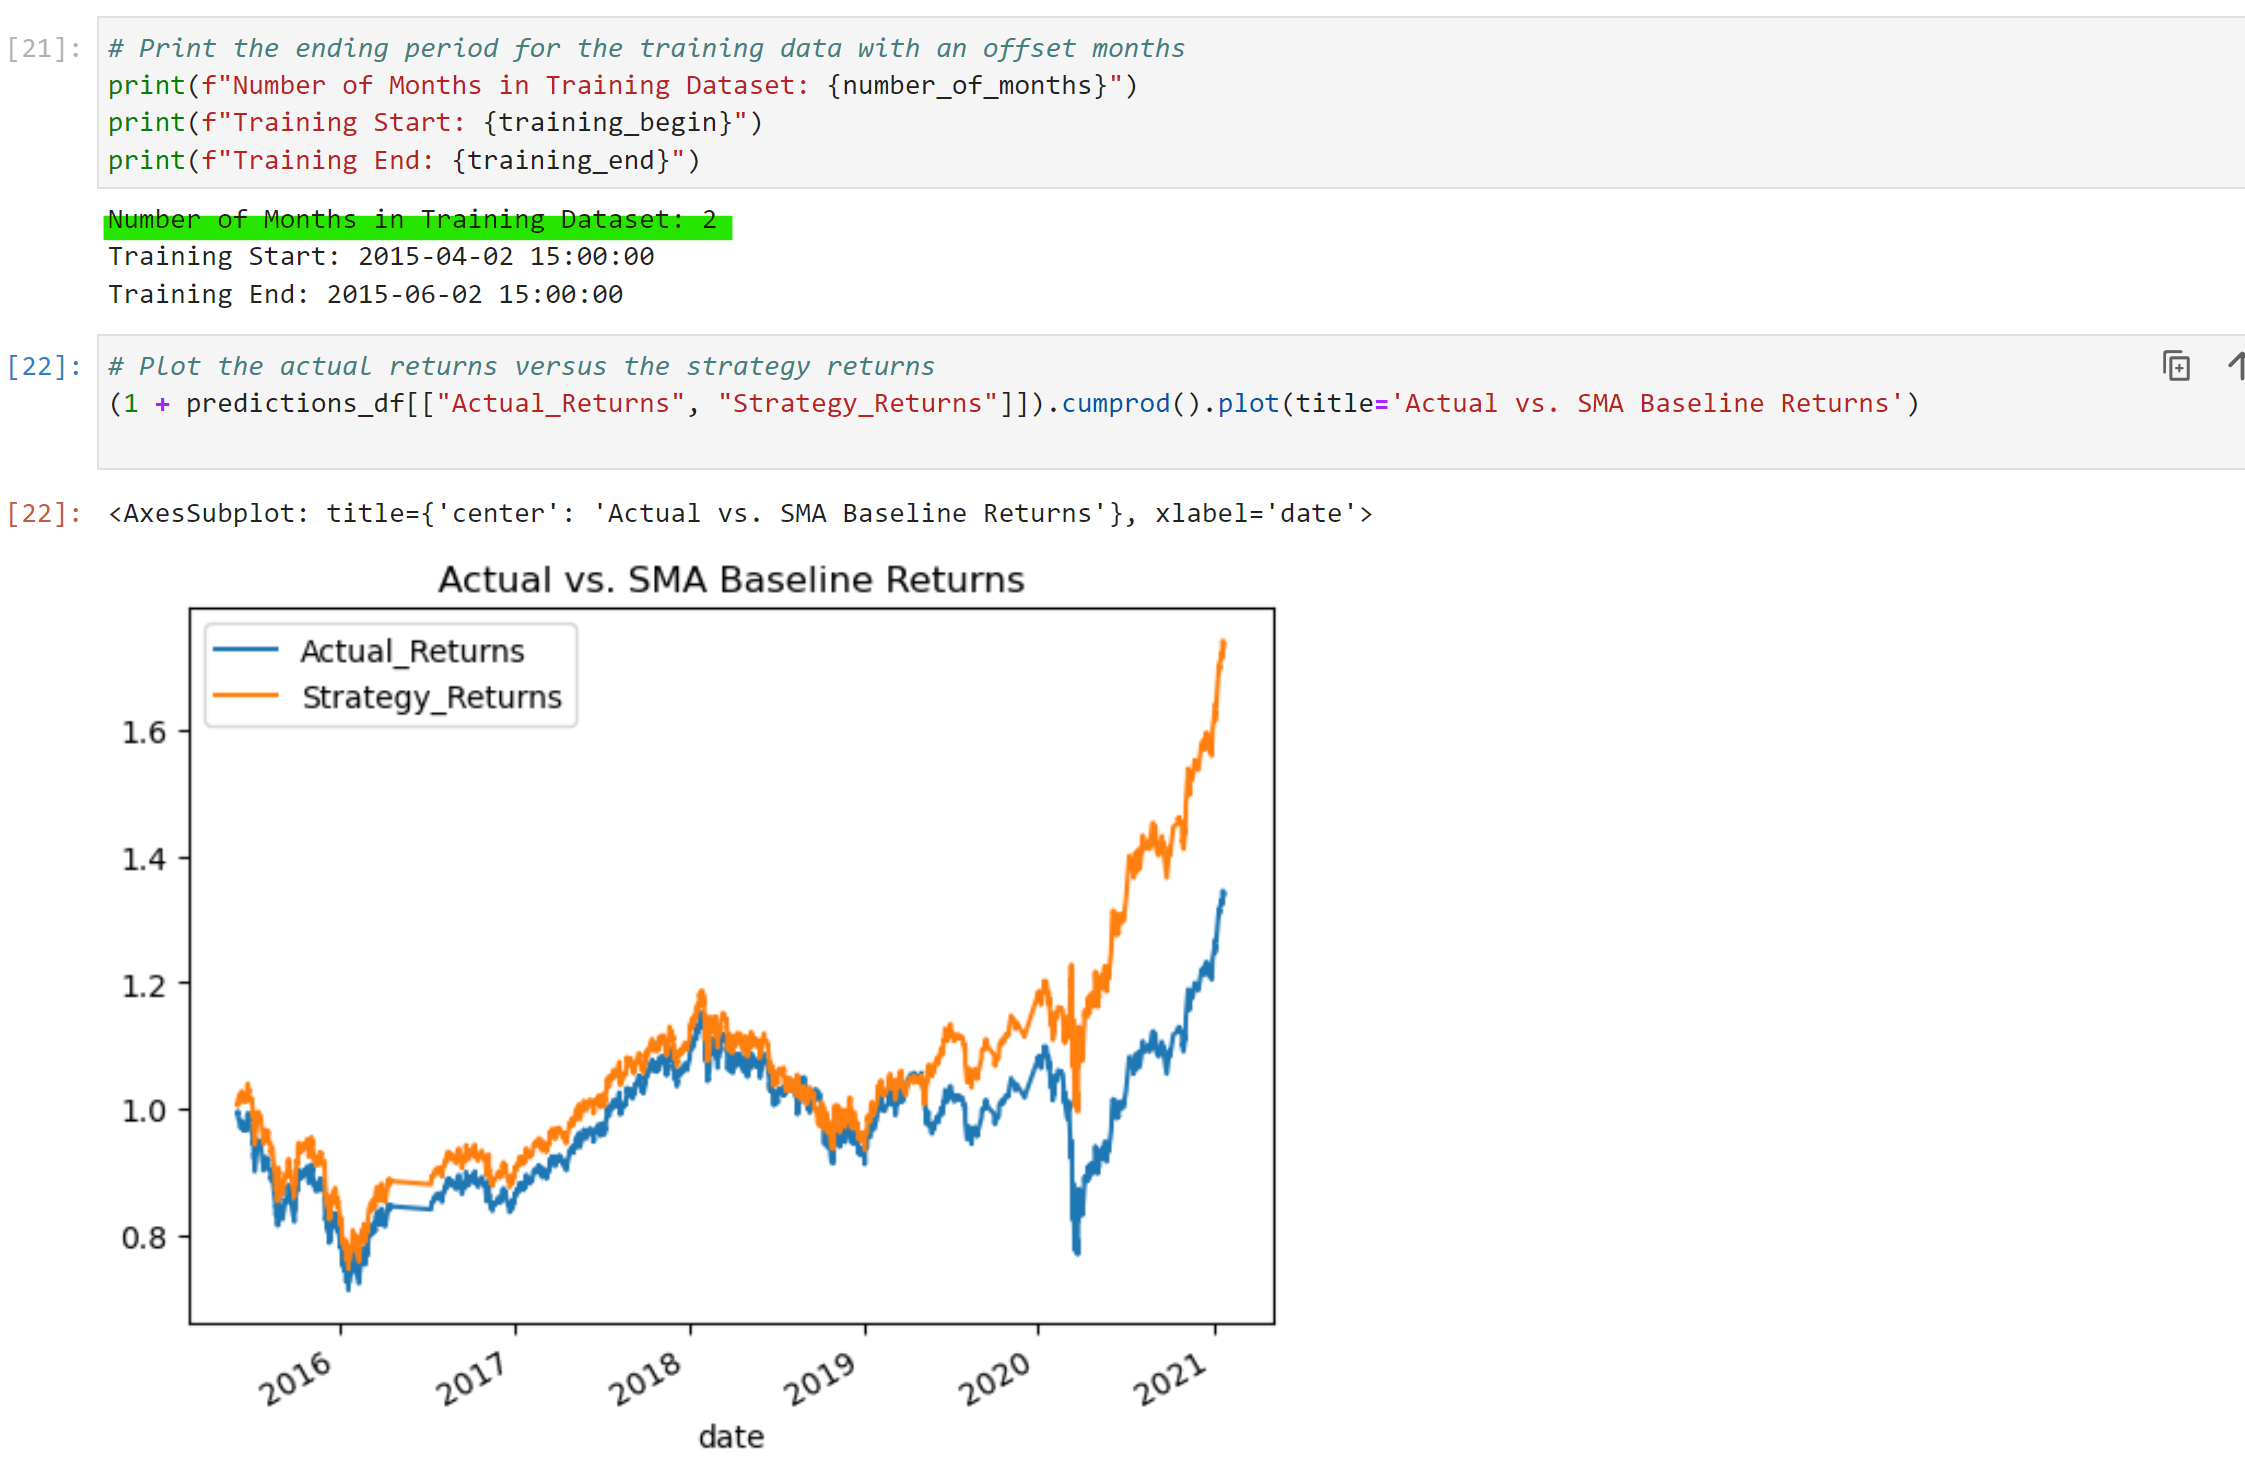 [21]: # Print the ending period for the training data with an offset months
print(f"Number of Months in Training Dataset: {number_of_months}")
print(f"Training Start: {training_begin}")
print(f"Training End: {training_end}")
Number of Months in Training Dataset: 2
Training Start: 2015-04-02 15:00:00
Training End: 2015-06-02 15:00:00
[22]: # Plot the actual returns versus the strategy returns
(1 + predictions_df[["Actual_Returns", "Strategy_Returns"]]).cumprod().plot(title='Actual vs. SMA Baseline Returns')
[22]: <AxesSubplot: title={'center': 'Actual vs. SMA Baseline Returns'}, xlabel='date'>
Actual vs. SMA Baseline Returns
Actual_Returns
Strategy_Returns
1.6
1.4
1.2
1.0
0.8
2016 2017 2018 2019 2020 2021
date